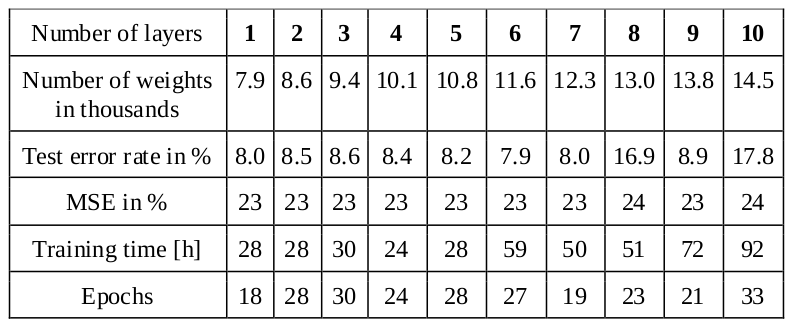 Number of layers 1 2 3 4 5 6 7 8 9 10
Number of weights
in thousands 7.9 8.6 9.4 10.1 10.8 11.6 12.3 13.0 13.8 14.5
Test error rate in % 8.0 8.5 8.6 8.4 8.2 7.9 8.0 16.9 8.9 17.8
MSE in % 23 23 23 23 23 23 23 24 23 24
Training time [h] 28 28 30 24 28 59 50 51 72 92
Epochs 18 28 30 24 28 27 19 23 21 33